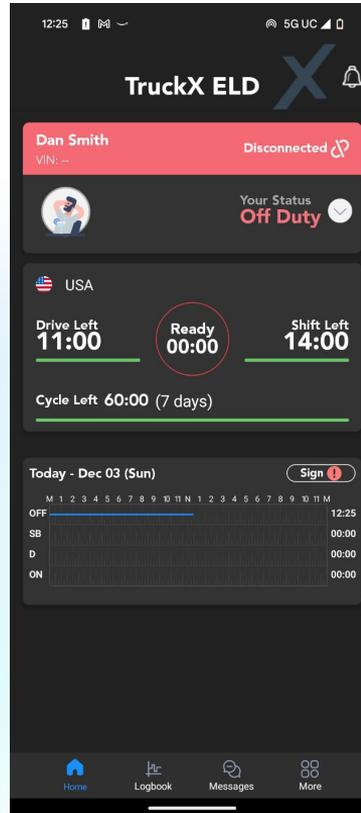 12:25 5G UC
TruckX ELD X
Dan Smith
Disconnected
VIN: --
Your Status
Off Duty
USA
Drive Left
11:00
Ready
00:00
Shift Left
14:00
Cycle Left 60:00 (7 days)
Today - Dec 03 (Sun) Sign !
M 1 2 3 4 5 6 7 8 9 10 11 N 1 2 3 4 5 6 7 8 9 10 11 M
OFF 12:25
SB 00:00
D 00:00
ON 00:00
Home Logbook Messages More